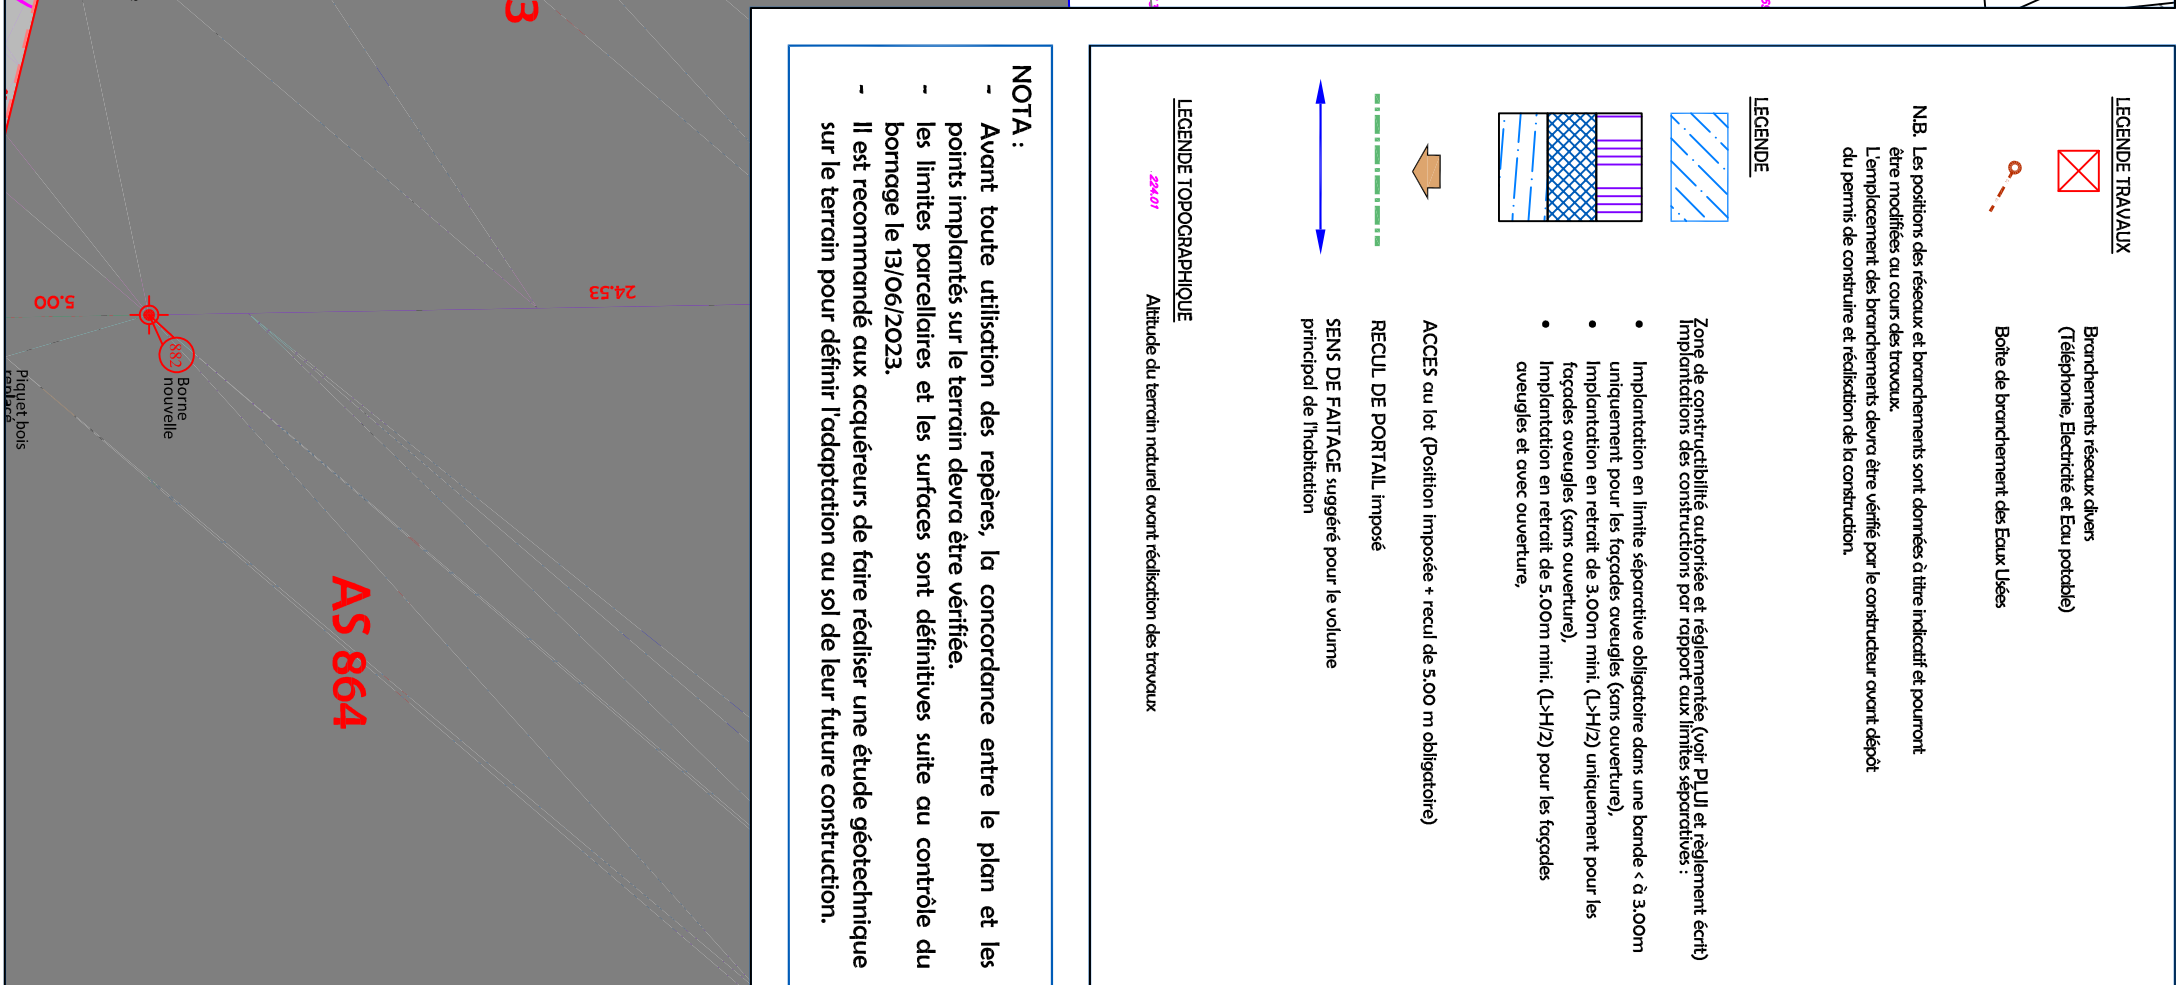 LEGENDE TRAVAUX
Branchements réseaux divers
(Téléphonie, Electricité et Eau potable)
Boîte de branchement des Eaux Usées
N.B. Les positions des réseaux et branchements sont données à titre indicatif et pourront
être modifiées au cours des travaux.
L'emplacement des branchements devra être vérifié par le constructeur avant dépôt
du permis de construire et réalisation de la construction.
LEGENDE
Zone de constructibilité autorisée et réglementée (voir PLUI et règlement écrit)
Implantations des constructions par rapport aux limites séparatives :
• Implantation en limite séparative obligatoire dans une bande < à 3.00m
uniquement pour les façades aveugles (sans ouverture),
• Implantation en retrait de 3.00m mini. (L>H/2) uniquement pour les
façades aveugles (sans ouverture),
• Implantation en retrait de 5.00m mini. (L>H/2) pour les façades
aveugles et avec ouverture,
ACCES au lot (Position imposée + recul de 5.00 m obligatoire)
RECUL DE PORTAIL imposé
SENS DE FAITAGE suggéré pour le volume
principal de l'habitation
LEGENDE TOPOGRAPHIQUE
224.01 Altitude du terrain naturel avant réalisation des travaux
NOTA :
- Avant toute utilisation des repères, la concordance entre le plan et les
points implantés sur le terrain devra être vérifiée.
- les limites parcellaires et les surfaces sont définitives suite au contrôle du
bornage le 13/06/2023.
- Il est recommandé aux acquéreurs de faire réaliser une étude géotechnique
sur le terrain pour définir l'adaptation au sol de leur future construction.
3
24.53
5.00
882
Borne
nouvelle
Piquet bois
replacé
AS 864